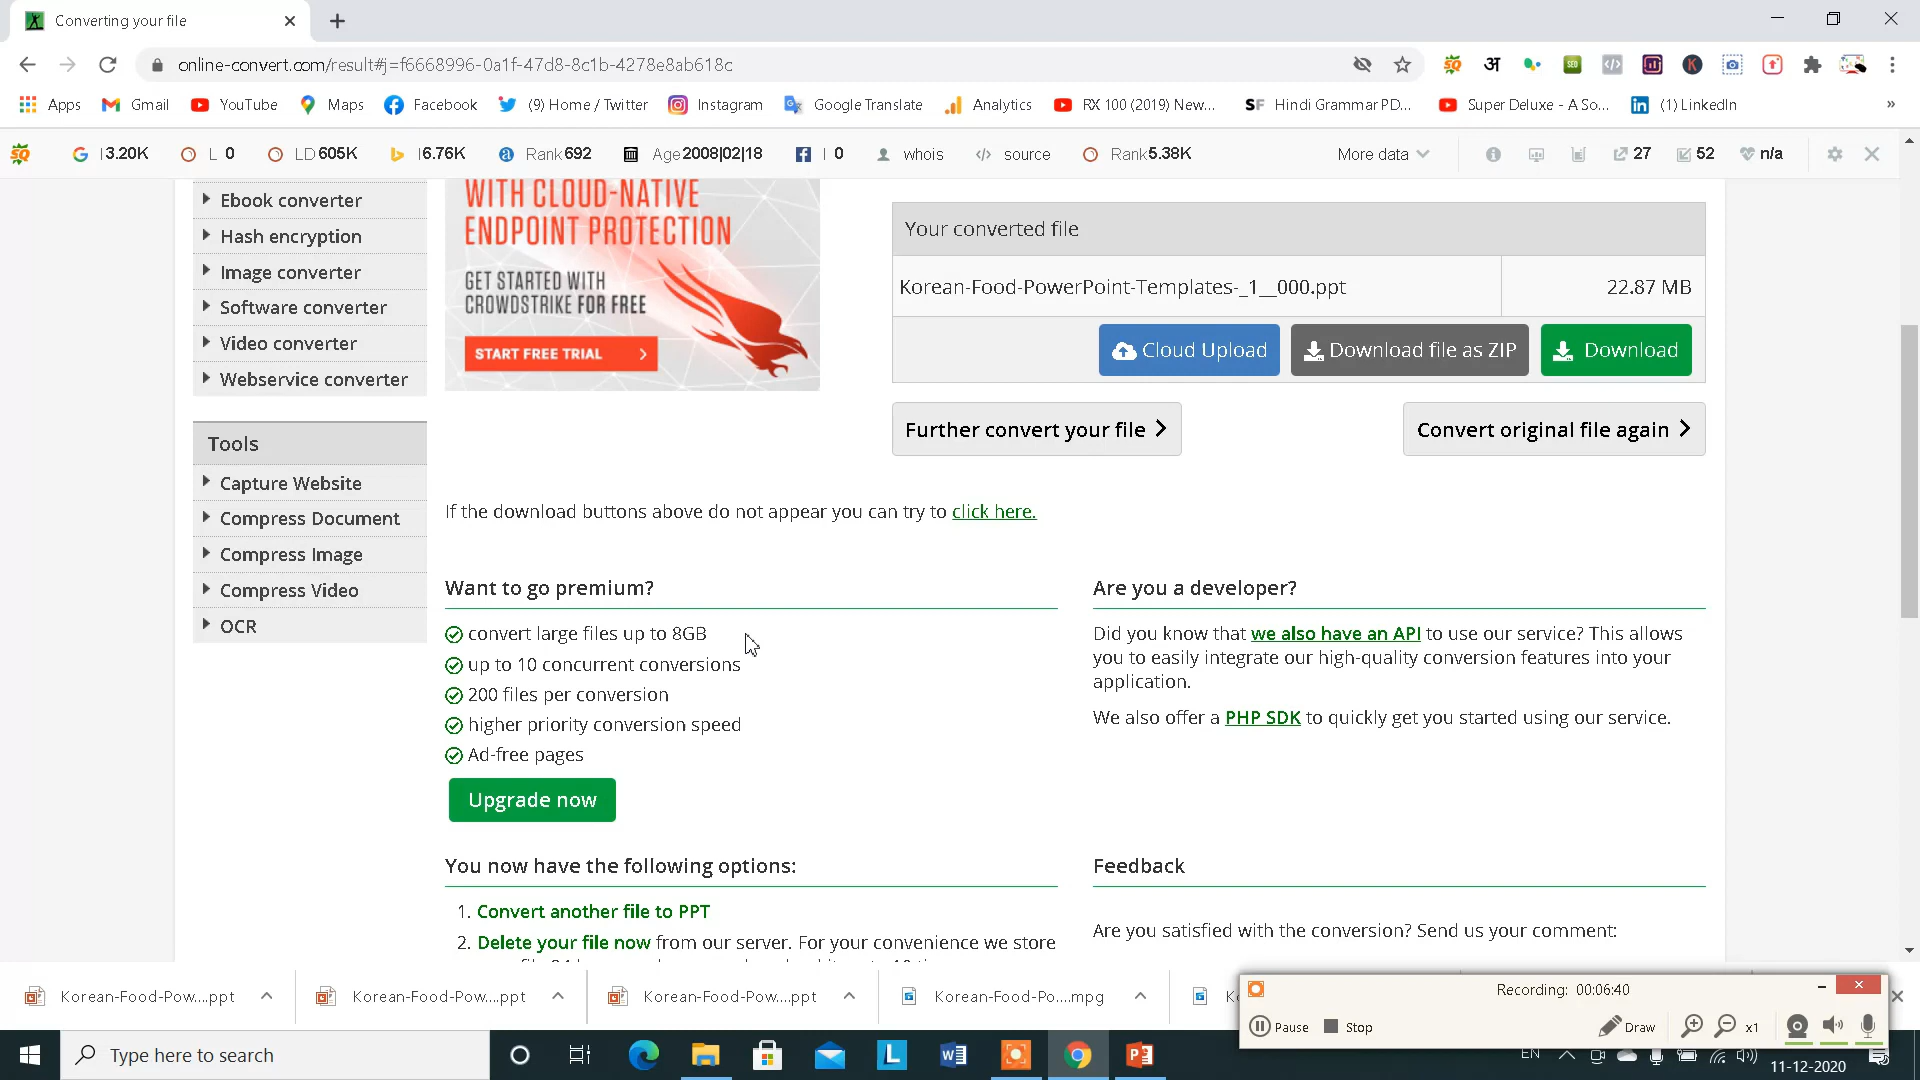 Converting your file
online-convert.com/result#j=f6668996-0a1f-47d8-8c1b-4278e8ab618c
Apps Gmail YouTube Maps Facebook (9) Home / Twitter Instagram Google Translate Analytics RX 100 (2019) New... SF Hindi Grammar PD... Super Deluxe - A So... (1) LinkedIn »
SQ I 3.20K L 0 LD 605K I 6.76K Rank 692 Age 2008|02|18 I 0 whois source Rank 5.38K More data 27 52 n/a
Ebook converter
Hash encryption
Image converter
Software converter
Video converter
Webservice converter
Tools
Capture Website
Compress Document
Compress Image
Compress Video
OCR
WITH CLOUD-NATIVE
ENDPOINT PROTECTION
GET STARTED WITH
CROWDSTRIKE FOR FREE
START FREE TRIAL
Your converted file
Korean-Food-PowerPoint-Templates-_1__000.ppt 22.87 MB
Cloud Upload Download file as ZIP Download
Further convert your file Convert original file again
If the download buttons above do not appear you can try to click here.
Want to go premium?
convert large files up to 8GB
up to 10 concurrent conversions
200 files per conversion
higher priority conversion speed
Ad-free pages
Upgrade now
Are you a developer?
Did you know that we also have an API to use our service? This allows
you to easily integrate our high-quality conversion features into your
application.
We also offer a PHP SDK to quickly get you started using our service.
You now have the following options:
1. Convert another file to PPT
2. Delete your file now from our server. For your convenience we store
Feedback
Are you satisfied with the conversion? Send us your comment:
Korean-Food-Pow....ppt Korean-Food-Pow....ppt Korean-Food-Pow....ppt Korean-Food-Po....mpg
Recording: 00:06:40
Pause Stop Draw x1
Type here to search
EN
11-12-2020